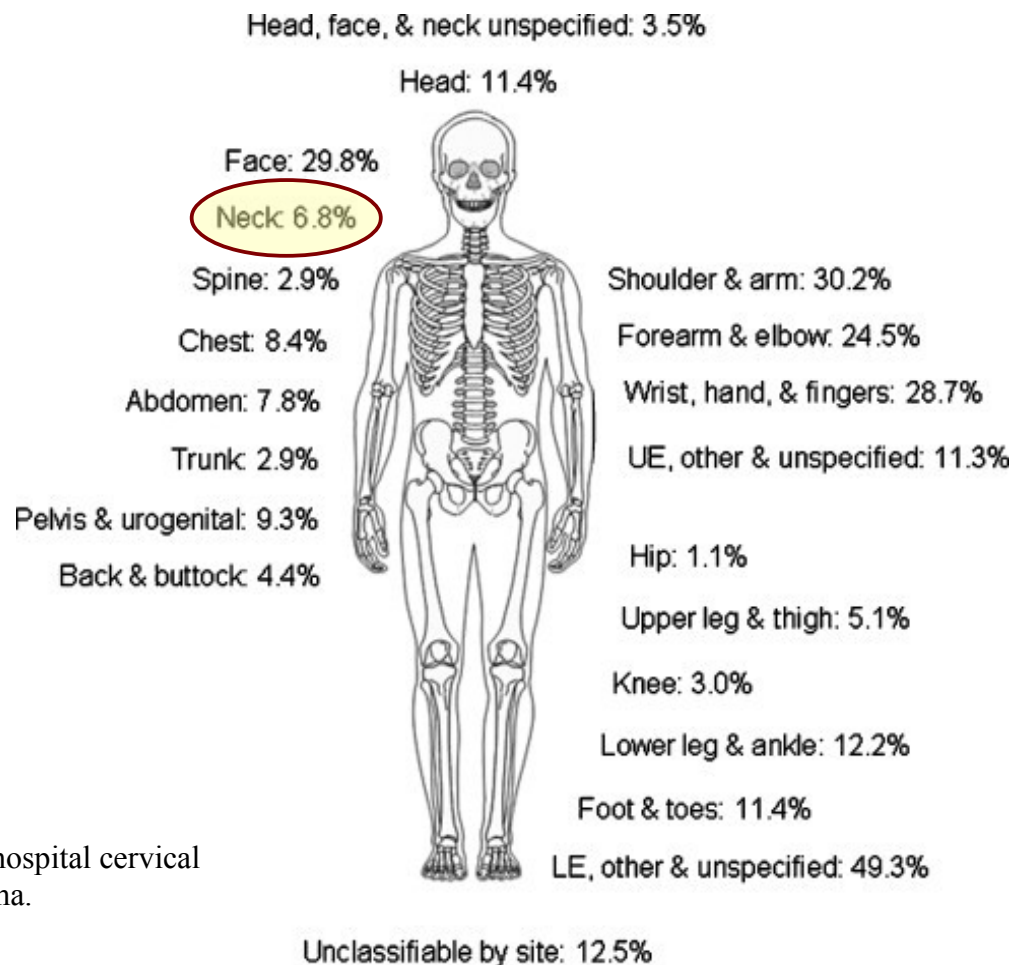 Head, face, & neck unspecified: 3.5%
Head: 11.4%
Face: 29.8%
Neck: 6.8%
Spine: 2.9%
Chest: 8.4%
Abdomen: 7.8%
Trunk: 2.9%
Pelvis & urogenital: 9.3%
Back & buttock: 4.4%
Shoulder & arm: 30.2%
Forearm & elbow: 24.5%
Wrist, hand, & fingers: 28.7%
UE, other & unspecified: 11.3%
Hip: 1.1%
Upper leg & thigh: 5.1%
Knee: 3.0%
Lower leg & ankle: 12.2%
Foot & toes: 11.4%
LE, other & unspecified: 49.3%
hospital cervical
na.
Unclassifiable by site: 12.5%